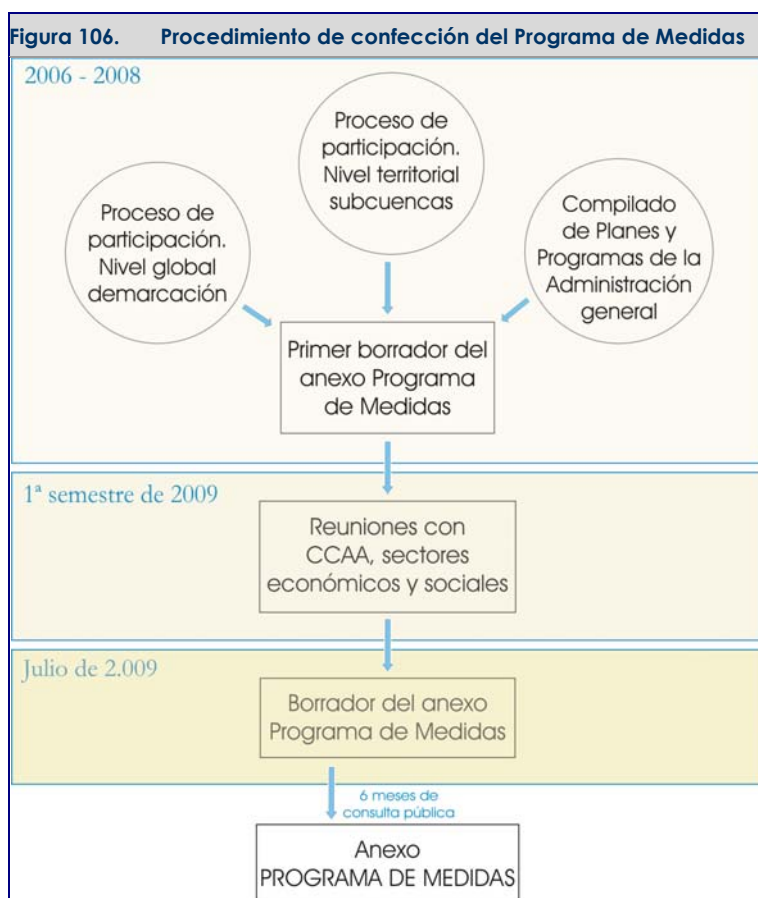 Figura 106. Procedimiento de confección del Programa de Medidas
2006 - 2008
Proceso de
participación.
Nivel territorial
subcuencas
Proceso de
participación.
Nivel global
demarcación
Compilado
de Planes y
Programas de la
Administración
general
Primer borrador del
anexo Programa
de Medidas
1ª semestre de 2009
Reuniones con
CCAA, sectores
económicos y sociales
Julio de 2.009
Borrador del anexo
Programa de Medidas
6 meses de
consulta pública
Anexo
PROGRAMA DE MEDIDAS